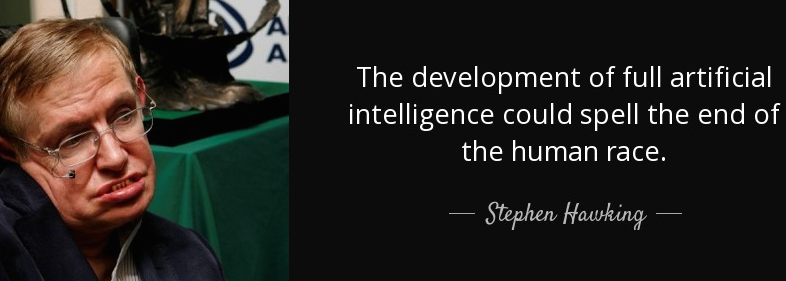 A
A
The development of full artificial
intelligence could spell the end of
the human race.
Stephen Hawking